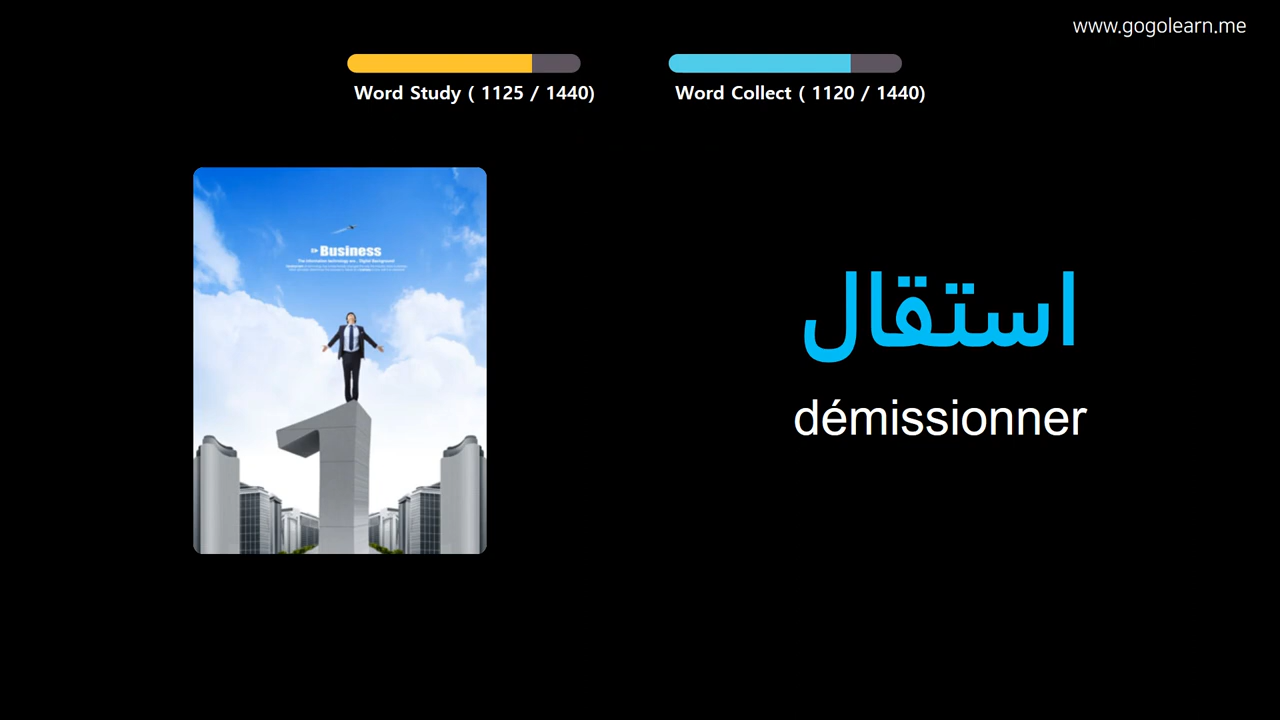 www.gogolearn.me
Word Study ( 1125 / 1440)
Word Collect ( 1120 / 1440)
Business
استقال
démissionner